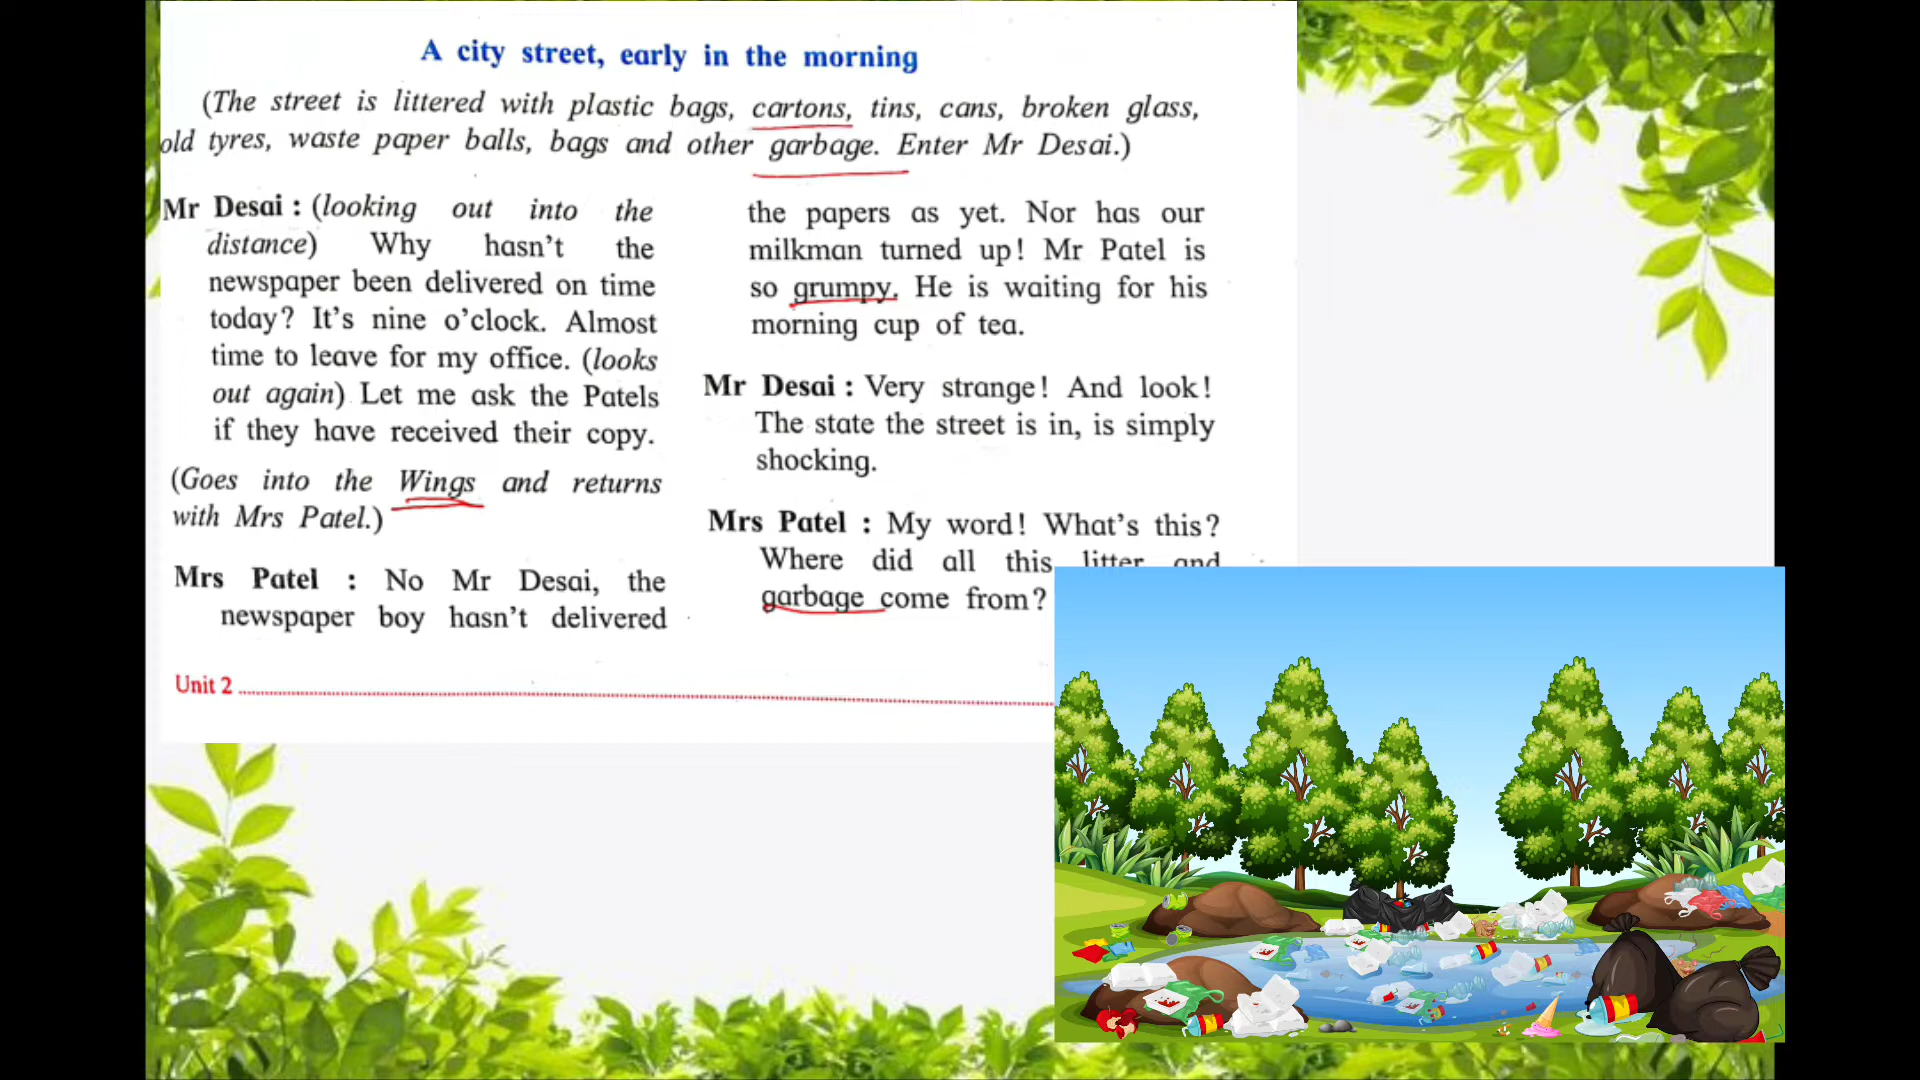 A city street, early in the morning
(The street is littered with plastic bags, cartons, tins, cans, broken glass,
old tyres, waste paper balls, bags and other garbage. Enter Mr Desai.)
Mr Desai : (looking out into the
distance) Why hasn't the
newspaper been delivered on time
today? It's nine o'clock. Almost
time to leave for my office. (looks
out again) Let me ask the Patels
if they have received their copy.
(Goes into the Wings and returns
with Mrs Patel.)
Mrs Patel : No Mr Desai, the
newspaper boy hasn't delivered
the papers as yet. Nor has our
milkman turned up! Mr Patel is
so grumpy. He is waiting for his
morning cup of tea.
Mr Desai : Very strange! And look!
The state the street is in, is simply
shocking.
Mrs Patel : My word! What's this?
Where did all this litter and
garbage come from?
Unit 2